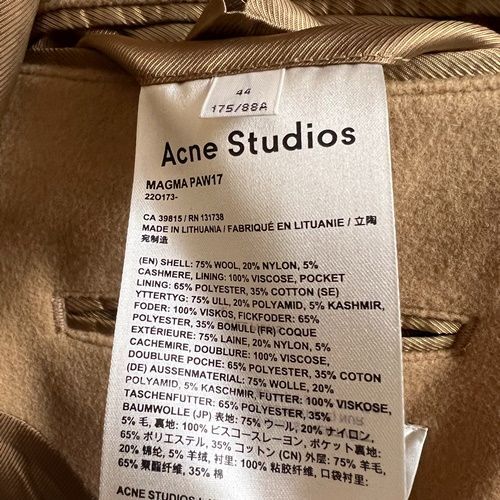 44
175/88A
Acne Studios
MAGMA PAW17
22O173-
CA 39815 / RN 131738
MADE IN LITHUANIA / FABRIQUÉ EN LITUANIE / 立陶
宛制造
(EN) SHELL: 75% WOOL, 20% NYLON, 5%
CASHMERE, LINING: 100% VISCOSE, POCKET
LINING: 65% POLYESTER, 35% COTTON (SE)
YTTERTYG: 75% ULL, 20% POLYAMID, 5% KASHMIR,
FODER: 100% VISKOS, FICKFODER: 65%
POLYESTER, 35% BOMULL (FR) COQUE
EXTÉRIEURE: 75% LAINE, 20% NYLON, 5%
CACHEMIRE, DOUBLURE: 100% VISCOSE,
DOUBLURE POCHE: 65% POLYESTER, 35% COTON
(DE) AUSSENMATERIAL: 75% WOLLE, 20%
POLYAMID, 5% KASCHMIR, FUTTER: 100% VISKOSE,
TASCHENFUTTER: 65% POLYESTER, 35%
BAUMWOLLE (JP) 表地: 75% ウール, 20% ナイロン,
5% 毛, 裏地: 100% ビスコースレーヨン, ポケット裏地:
65% ポリエステル, 35% コットン (CN) 外层: 75% 羊毛,
20% 锦纶, 5% 羊绒, 衬里: 100% 粘胶纤维, 口袋衬里:
65% 聚酯纤维, 35% 棉
ACNE STUDIOS